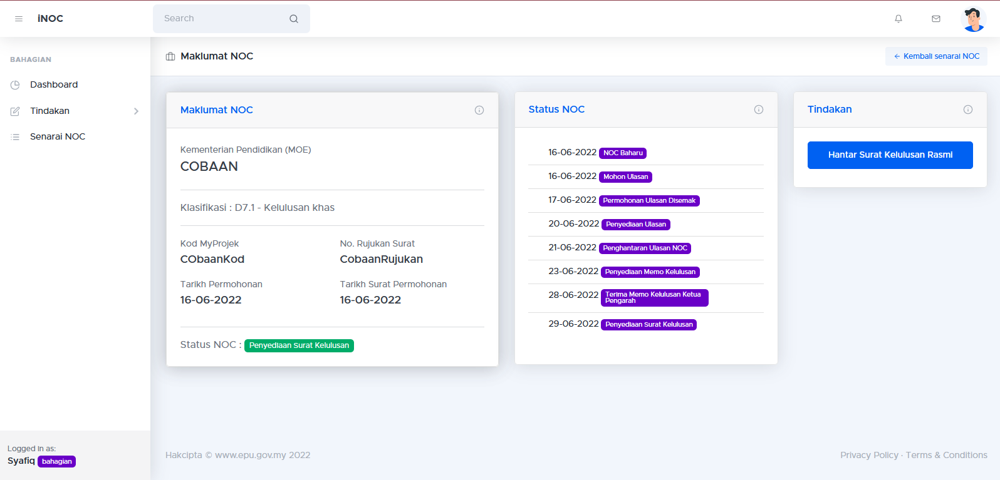 iNOC
Search
BAHAGIAN
Dashboard
Tindakan
Senarai NOC
Logged in as:
Syafiq bahagian
Maklumat NOC
Kembali senarai NOC
Maklumat NOC
Kementerian Pendidikan (MOE)
COBAAN
Klasifikasi : D7.1 - Kelulusan khas
Kod MyProjek
CObaanKod
No. Rujukan Surat
CobaanRujukan
Tarikh Permohonan
16-06-2022
Tarikh Surat Permohonan
16-06-2022
Status NOC : Penyediaan Surat Kelulusan
Status NOC
16-06-2022 NOC Baharu
16-06-2022 Mohon Ulasan
17-06-2022 Permohonan Ulasan Disemak
20-06-2022 Penyediaan Ulasan
21-06-2022 Penghantaran Ulasan NOC
23-06-2022 Penyediaan Memo Kelulusan
28-06-2022 Terima Memo Kelulusan Ketua
Pengarah
29-06-2022 Penyediaan Surat Kelulusan
Tindakan
Hantar Surat Kelulusan Rasmi
Hakcipta © www.epu.gov.my 2022
Privacy Policy · Terms & Conditions